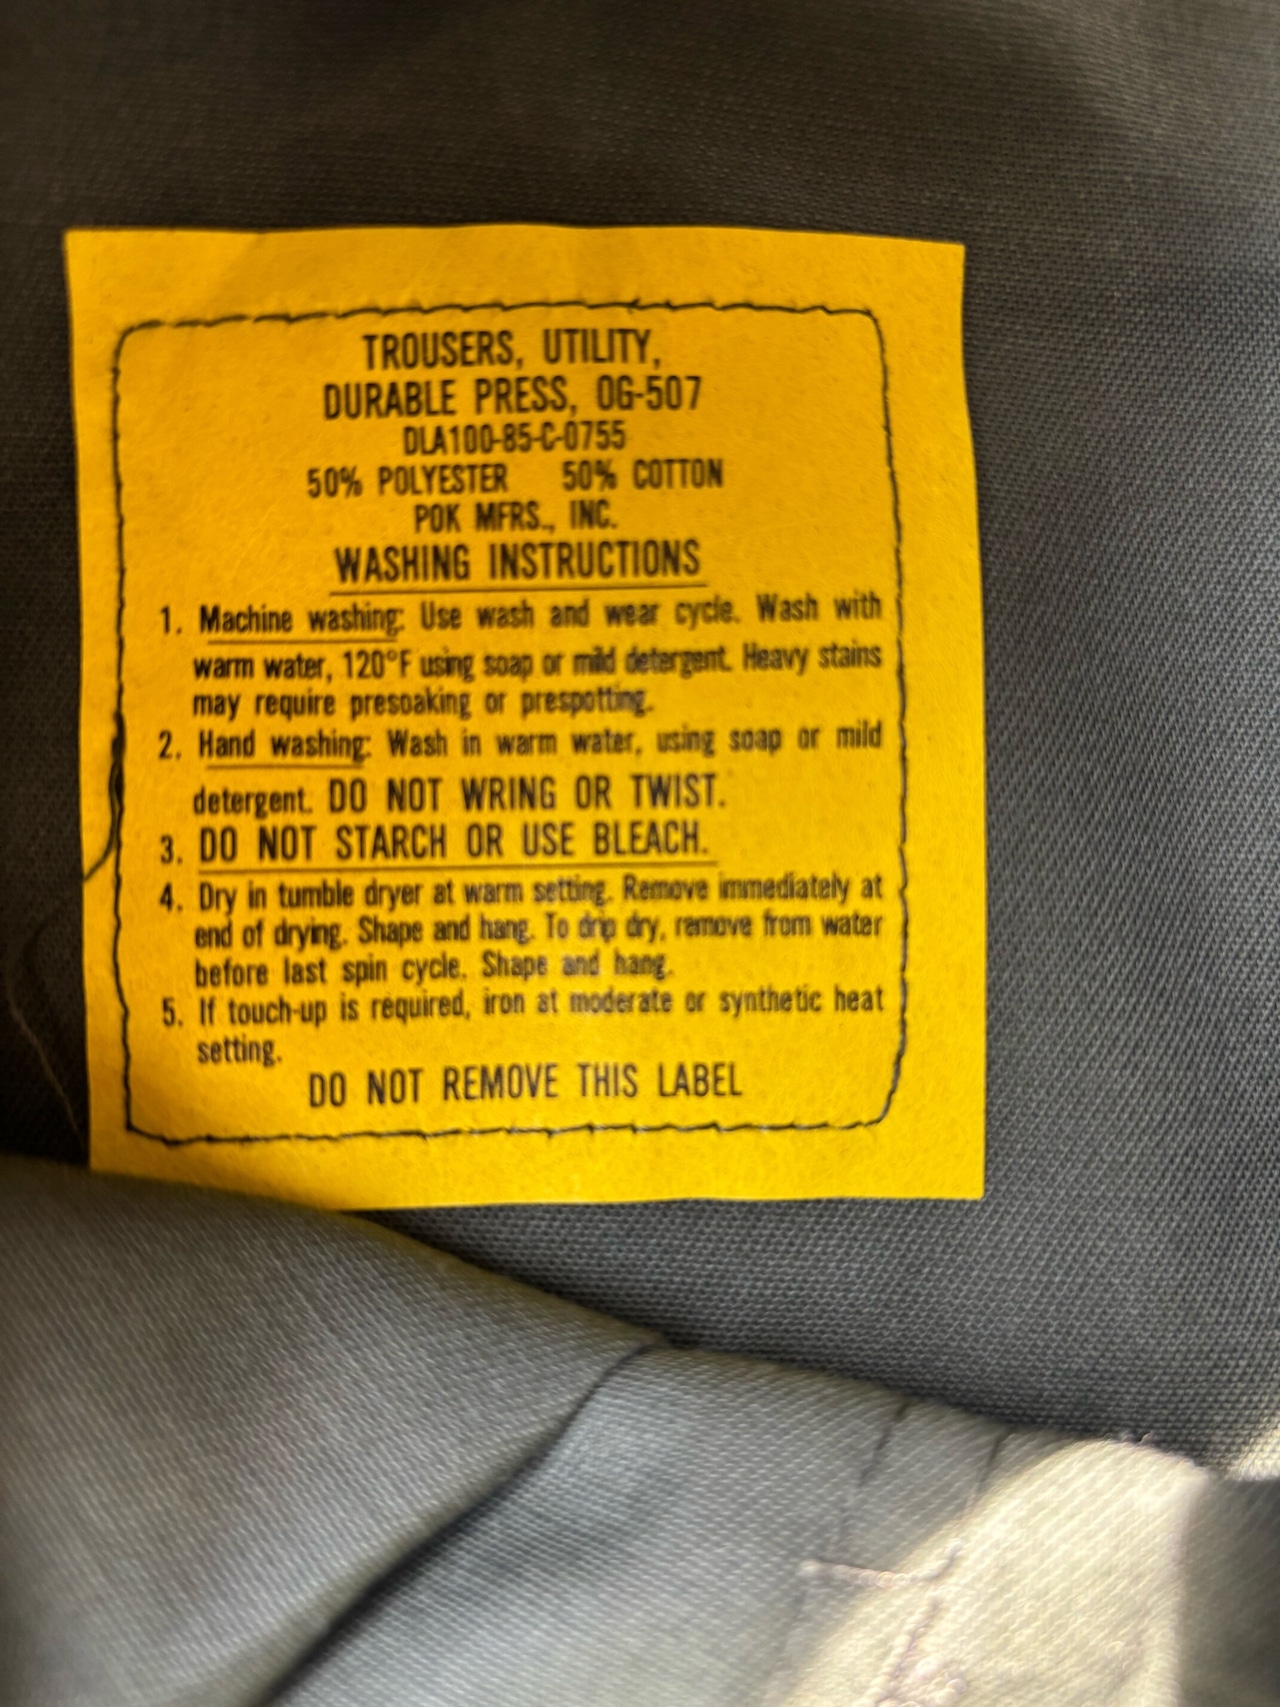 TROUSERS, UTILITY,
DURABLE PRESS, OG-507
DLA100-85-C-0755
50% POLYESTER 50% COTTON
POK MFRS., INC.
WASHING INSTRUCTIONS
1. Machine washing: Use wash and wear cycle. Wash with
warm water, 120°F using soap or mild detergent. Heavy stains
may require presoaking or prespotting.
2. Hand washing: Wash in warm water, using soap or mild
detergent. DO NOT WRING OR TWIST.
3. DO NOT STARCH OR USE BLEACH.
4. Dry in tumble dryer at warm setting. Remove immediately at
end of drying. Shape and hang. To drip dry, remove from water
before last spin cycle. Shape and hang.
5. If touch-up is required, iron at moderate or synthetic heat
setting.
DO NOT REMOVE THIS LABEL